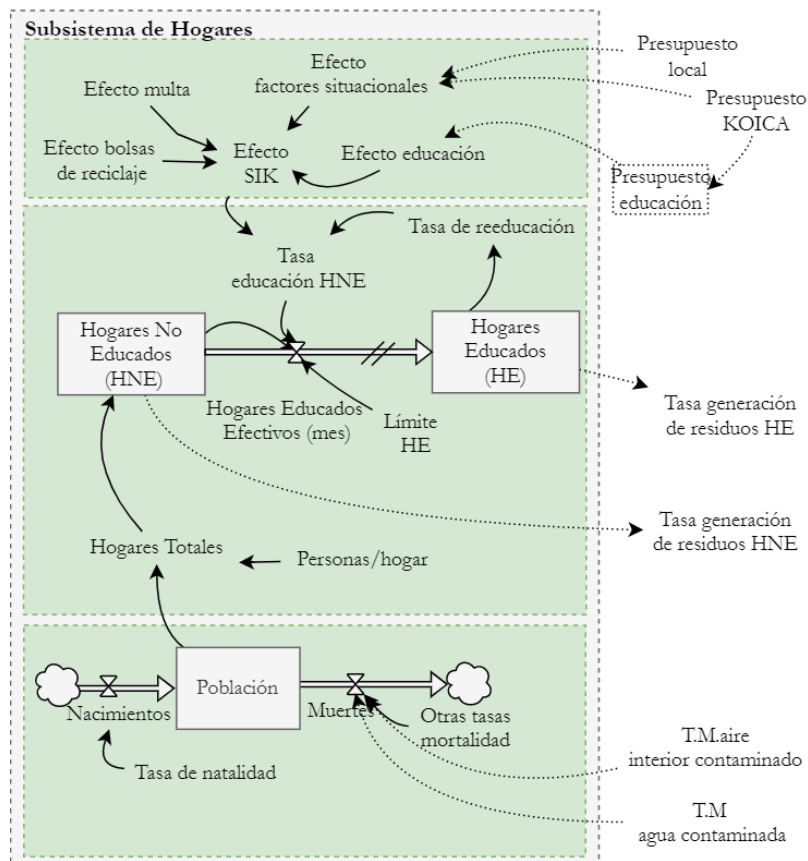 Subsistema de Hogares
Efecto
factores situacionales
Presupuesto
local
Efecto multa
Presupuesto
KOICA
Efecto bolsas
de reciclaje
Efecto
SIK
Efecto educación
Presupuesto
educación
Tasa de reeducación
Tasa
educación HNE
Hogares No
Educados
(HNE)
Hogares
Educados
(HE)
Hogares Educados
Efectivos (mes)
Límite
HE
Tasa generación
de residuos HE
Tasa generación
de residuos HNE
Hogares Totales
Personas/hogar
Población
Nacimientos
Muertes
Otras tasas
mortalidad
Tasa de natalidad
T.M.aire
interior contaminado
T.M
agua contaminada